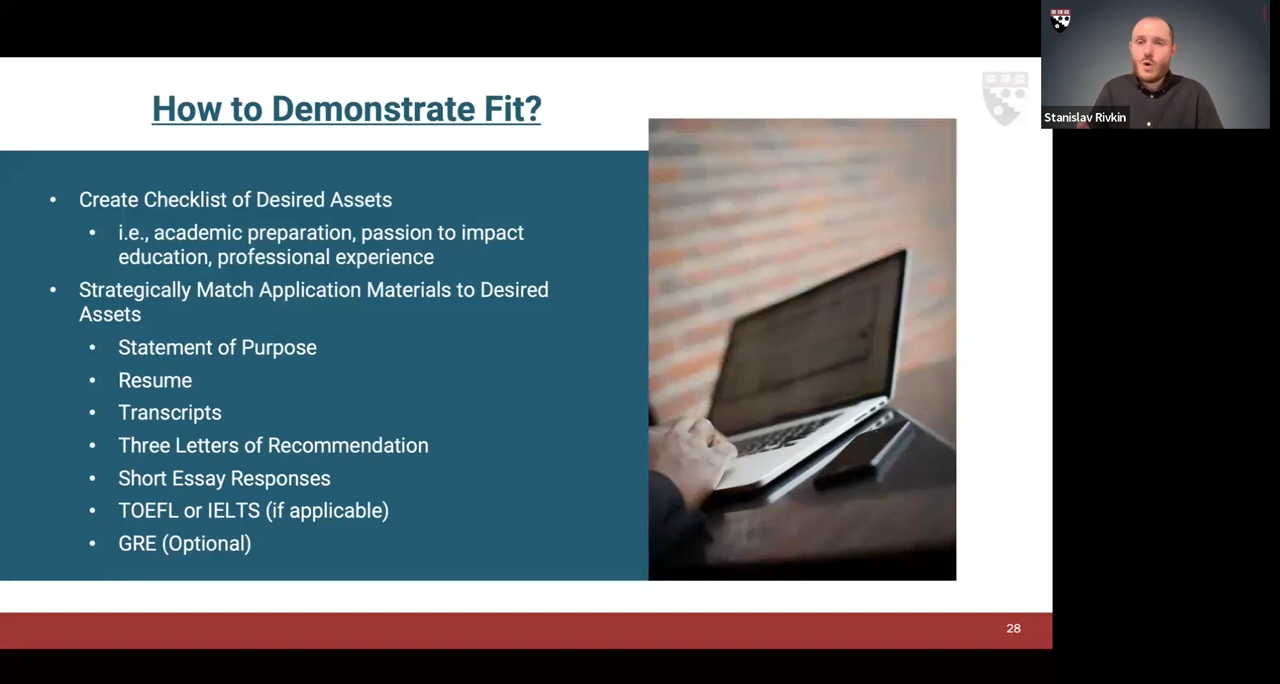 How to Demonstrate Fit?
• Create Checklist of Desired Assets
• i.e., academic preparation, passion to impact
education, professional experience
• Strategically Match Application Materials to Desired
Assets
• Statement of Purpose
• Resume
• Transcripts
• Three Letters of Recommendation
• Short Essay Responses
• TOEFL or IELTS (if applicable)
• GRE (Optional)
28
Stanislav Rivkin